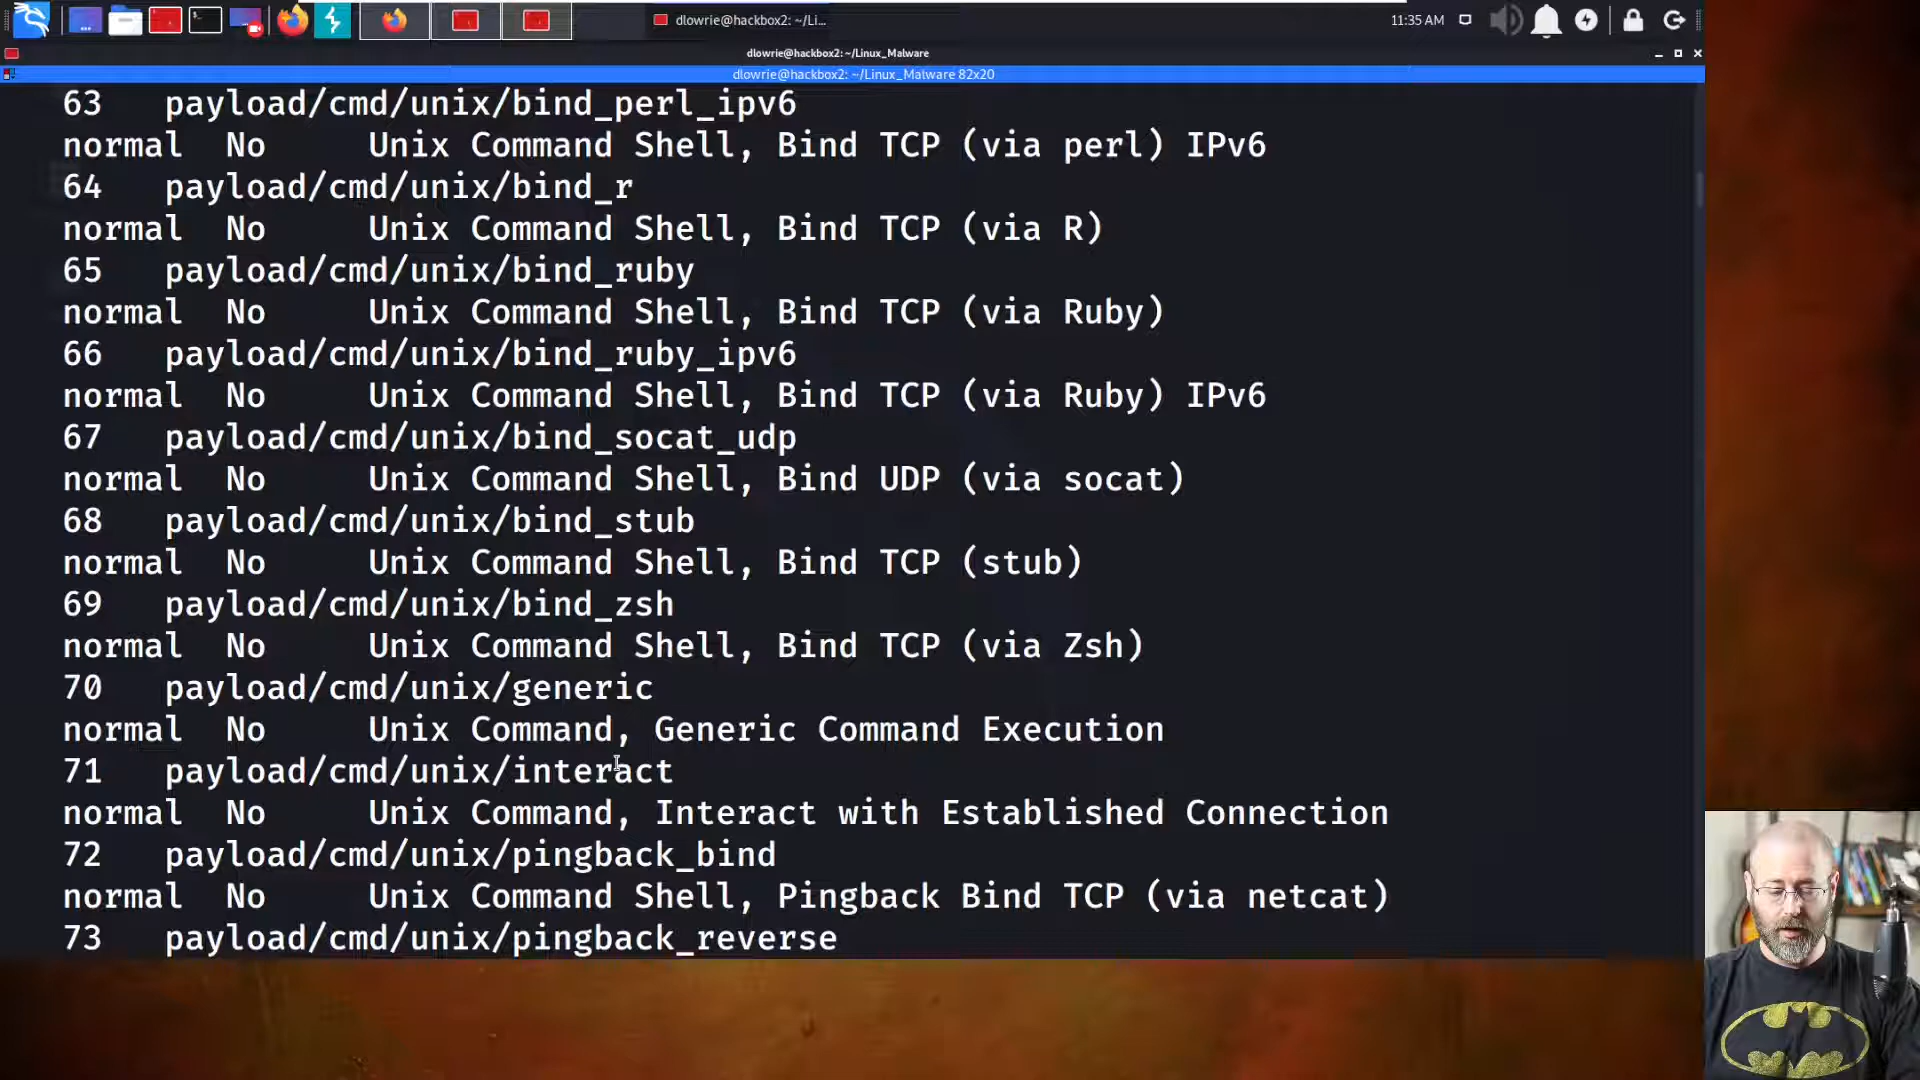 dlowrie@hackbox2: ~/Li...
11:35 AM
dlowrie@hackbox2: ~/Linux_Malware
dlowrie@hackbox2: ~/Linux_Malware 82x20
63 payload/cmd/unix/bind_perl_ipv6
normal No Unix Command Shell, Bind TCP (via perl) IPv6
64 payload/cmd/unix/bind_r
normal No Unix Command Shell, Bind TCP (via R)
65 payload/cmd/unix/bind_ruby
normal No Unix Command Shell, Bind TCP (via Ruby)
66 payload/cmd/unix/bind_ruby_ipv6
normal No Unix Command Shell, Bind TCP (via Ruby) IPv6
67 payload/cmd/unix/bind_socat_udp
normal No Unix Command Shell, Bind UDP (via socat)
68 payload/cmd/unix/bind_stub
normal No Unix Command Shell, Bind TCP (stub)
69 payload/cmd/unix/bind_zsh
normal No Unix Command Shell, Bind TCP (via Zsh)
70 payload/cmd/unix/generic
normal No Unix Command, Generic Command Execution
71 payload/cmd/unix/interact
normal No Unix Command, Interact with Established Connection
72 payload/cmd/unix/pingback_bind
normal No Unix Command Shell, Pingback Bind TCP (via netcat)
73 payload/cmd/unix/pingback_reverse